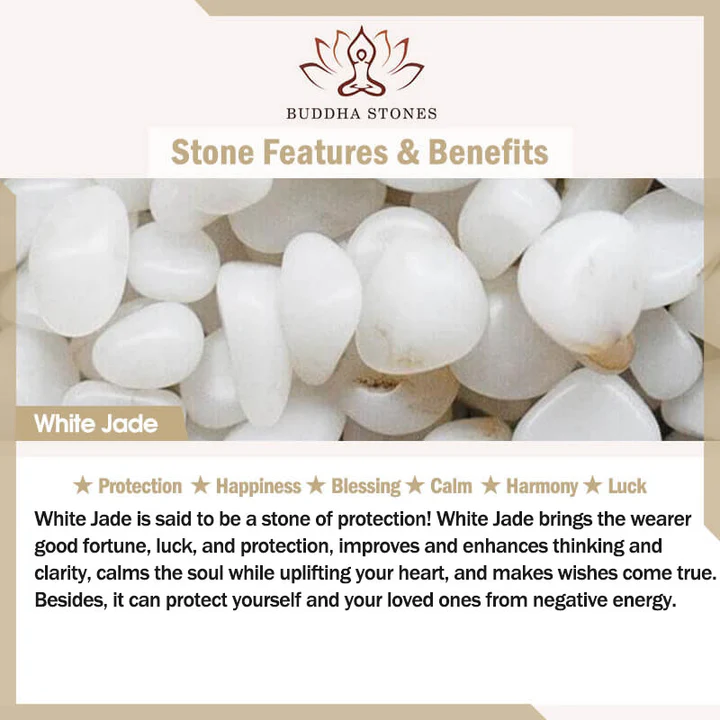 BUDDHA STONES
Stone Features & Benefits
White Jade
★ Protection ★ Happiness ★ Blessing ★ Calm ★ Harmony ★ Luck
White Jade is said to be a stone of protection! White Jade brings the wearer
good fortune, luck, and protection, improves and enhances thinking and
clarity, calms the soul while uplifting your heart, and makes wishes come true.
Besides, it can protect yourself and your loved ones from negative energy.